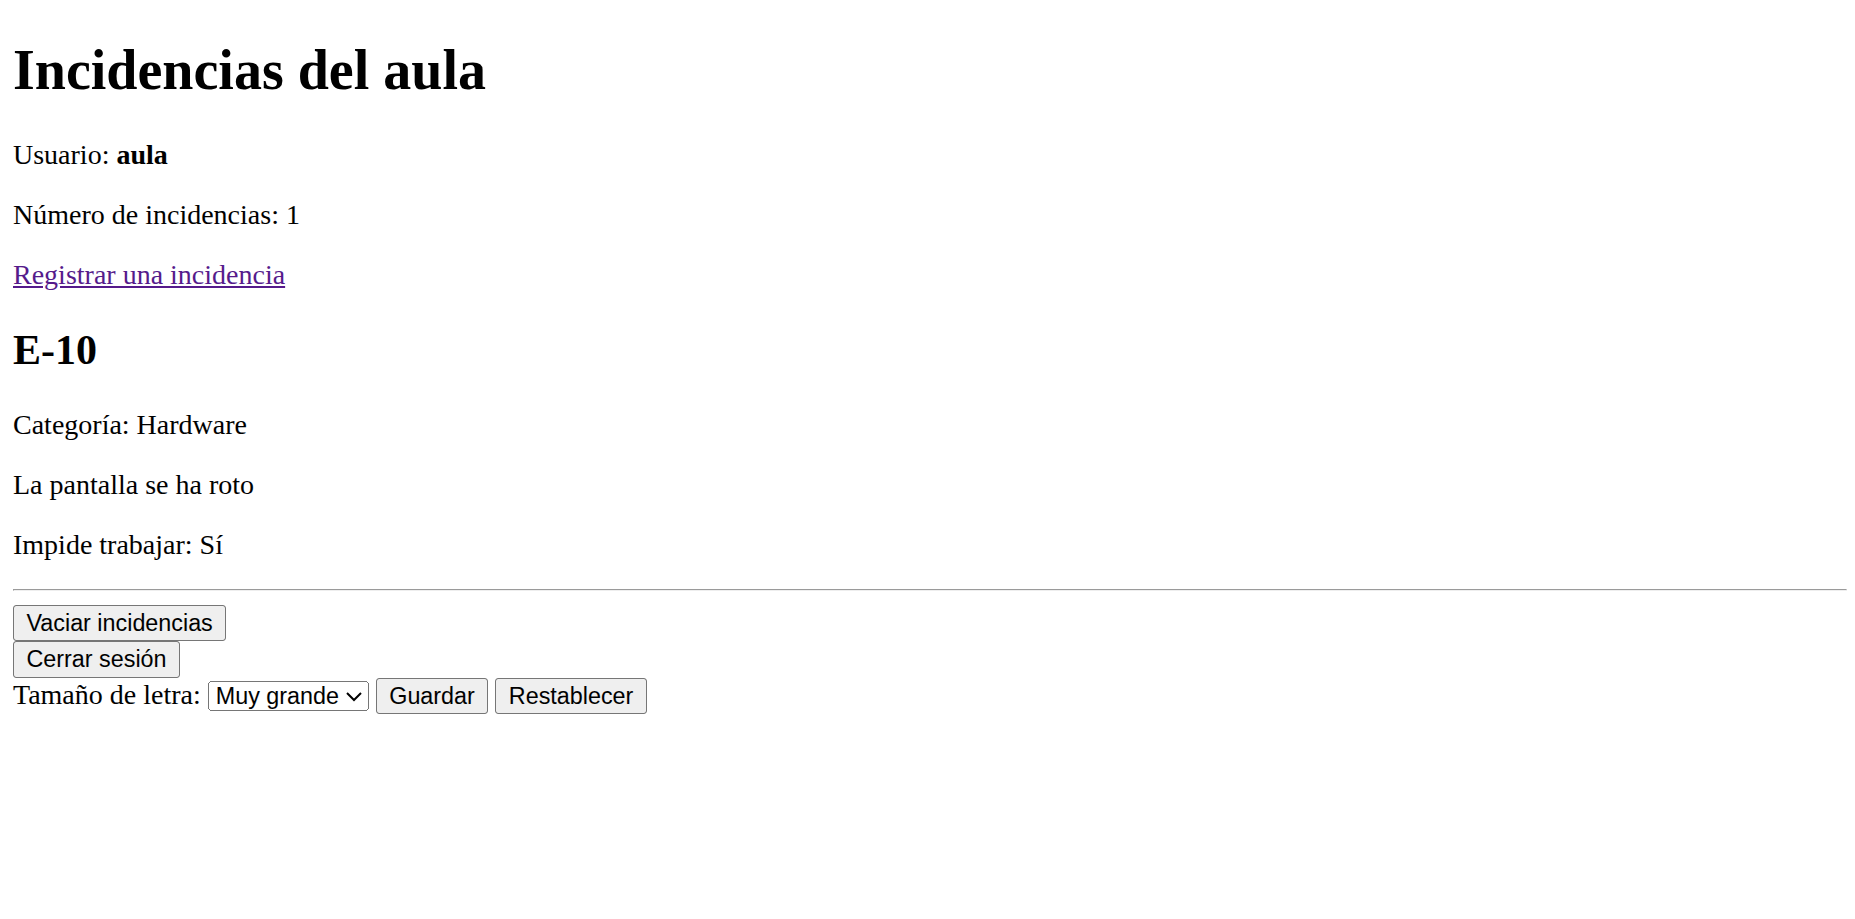 Incidencias del aula
Usuario: aula
Número de incidencias: 1
Registrar una incidencia
E-10
Categoría: Hardware
La pantalla se ha roto
Impide trabajar: Sí
Vaciar incidencias
Cerrar sesión
Tamaño de letra: Muy grande Guardar Restablecer